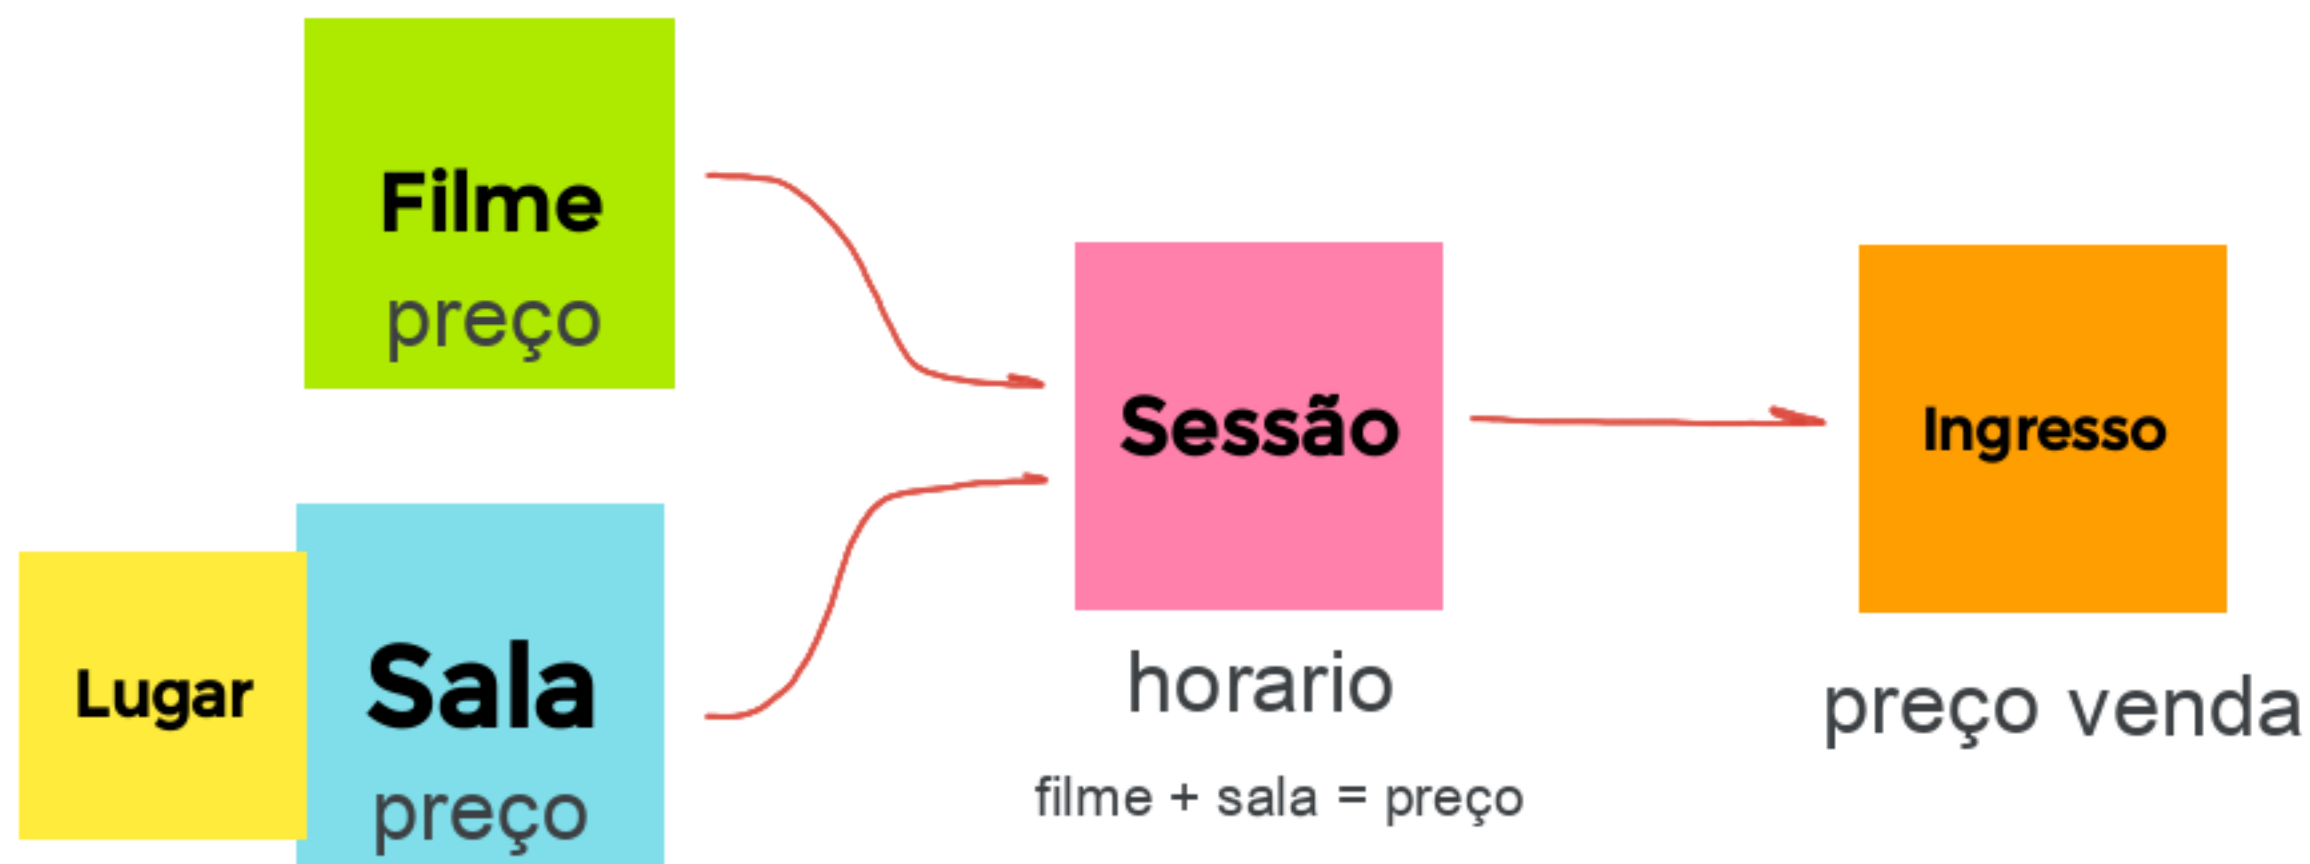 Filme
preço
Lugar
Sala
preço
Sessão
horario
filme + sala = preço
Ingresso
preço venda